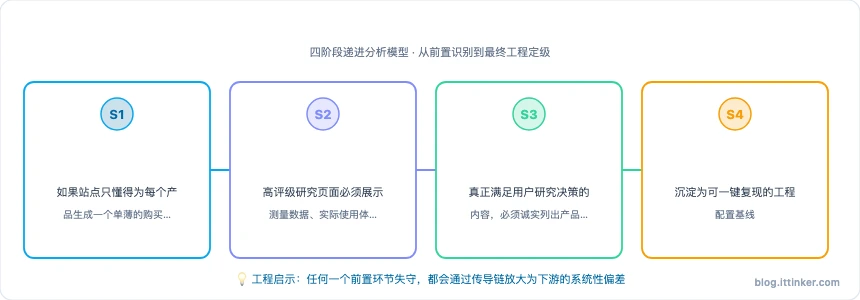 四阶段递进分析模型 · 从前置识别到最终工程定级
S1
如果站点只懂得为每个产
品生成一个单薄的购买...
S2
高评级研究页面必须展示
测量数据、实际使用体...
S3
真正满足用户研究决策的
内容，必须诚实列出产品...
S4
沉淀为可一键复现的工程
配置基线
💡 工程启示：任何一个前置环节失守，都会通过传导链放大为下游的系统性偏差
blog.ittinker.com